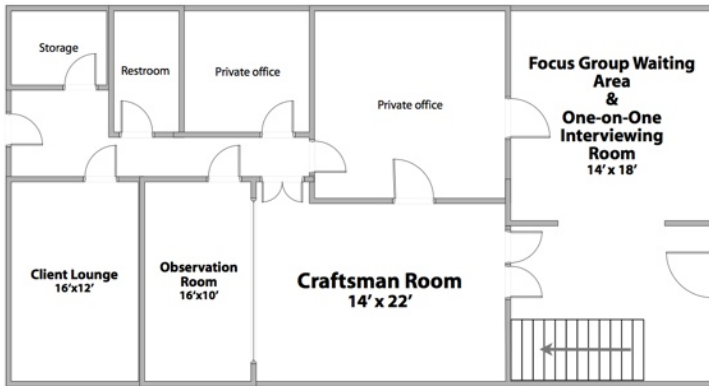 Storage
Restroom
Private office
Private office
Focus Group Waiting
Area
&
One-on-One
Interviewing
Room
14' x 18'
Client Lounge
16'x12'
Observation
Room
16'x10'
Craftsman Room
14' x 22'